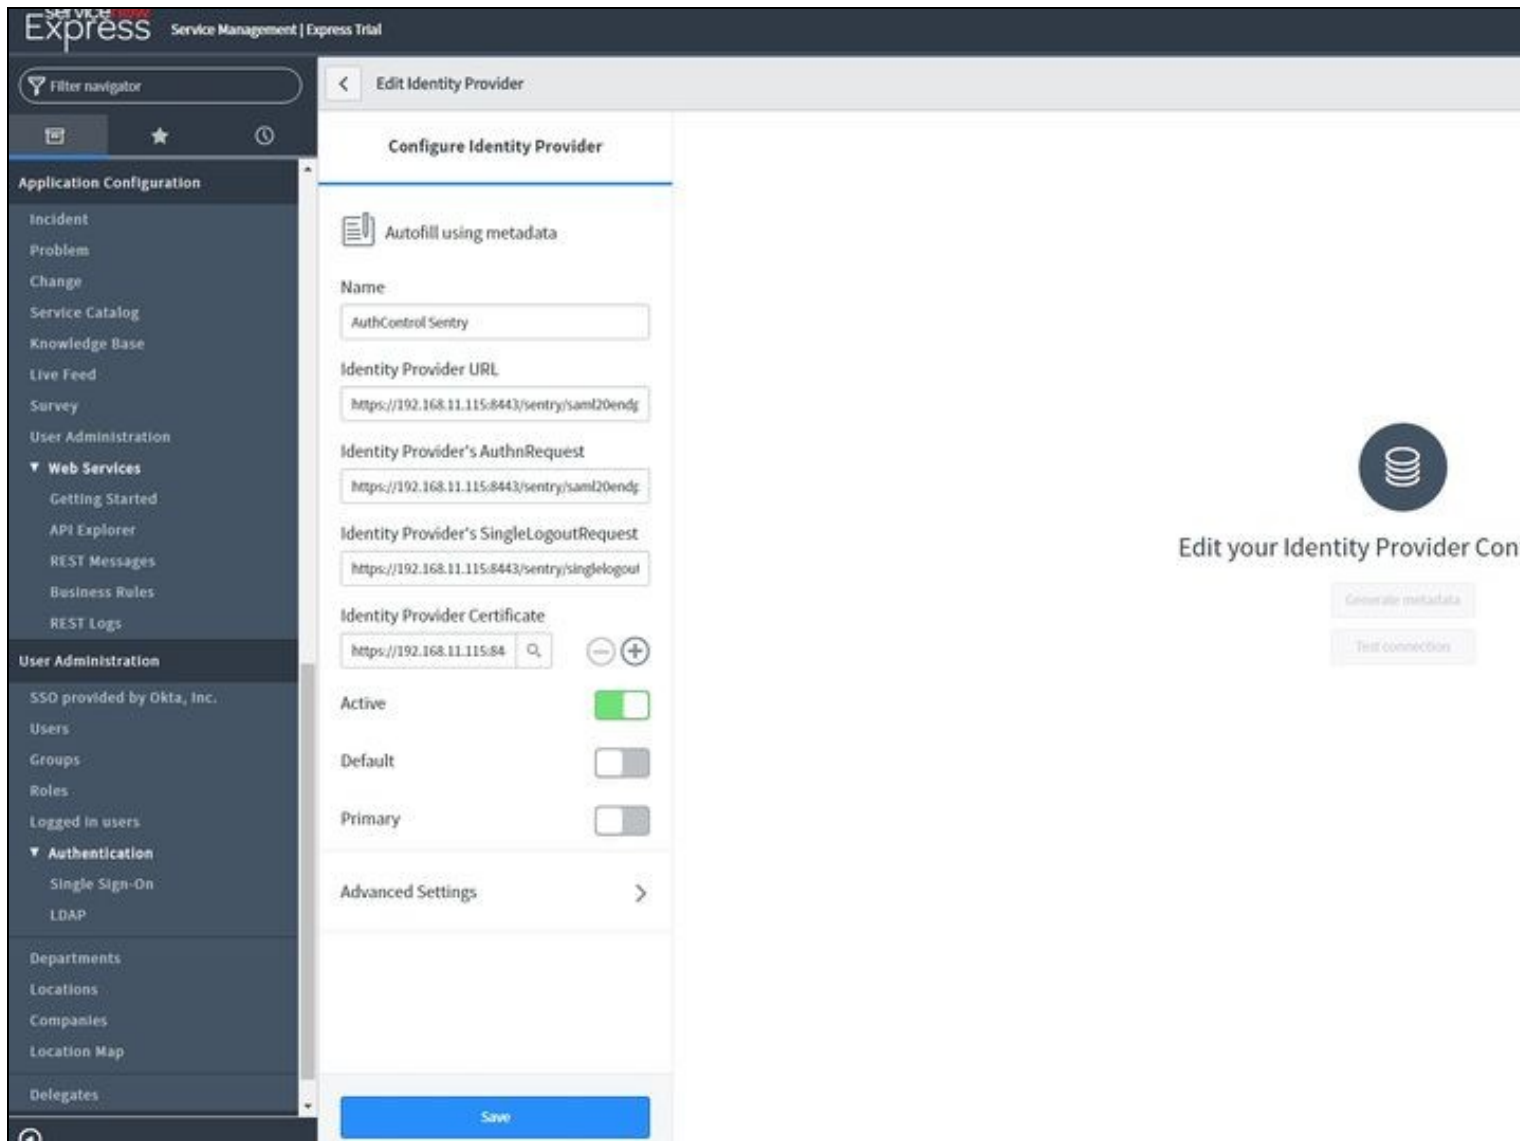 servicenow
Express Service Management | Express Trial
Filter navigator
Edit Identity Provider
Application Configuration
Incident
Problem
Change
Service Catalog
Knowledge Base
Live Feed
Survey
User Administration
Web Services
Getting Started
API Explorer
REST Messages
Business Rules
REST Logs
User Administration
SSO provided by Okta, Inc.
Users
Groups
Roles
Logged in users
Authentication
Single Sign-On
LDAP
Departments
Locations
Companies
Location Map
Delegates
Configure Identity Provider
Autofill using metadata
Name
AuthControl Sentry
Identity Provider URL
https://192.168.11.115:8443/sentry/saml20endp
Identity Provider's AuthnRequest
https://192.168.11.115:8443/sentry/saml20endp
Identity Provider's SingleLogoutRequest
https://192.168.11.115:8443/sentry/singlelogout
Identity Provider Certificate
https://192.168.11.115:84
Active
Default
Primary
Advanced Settings
Save
Edit your Identity Provider Con
Generate metadata
Test connection